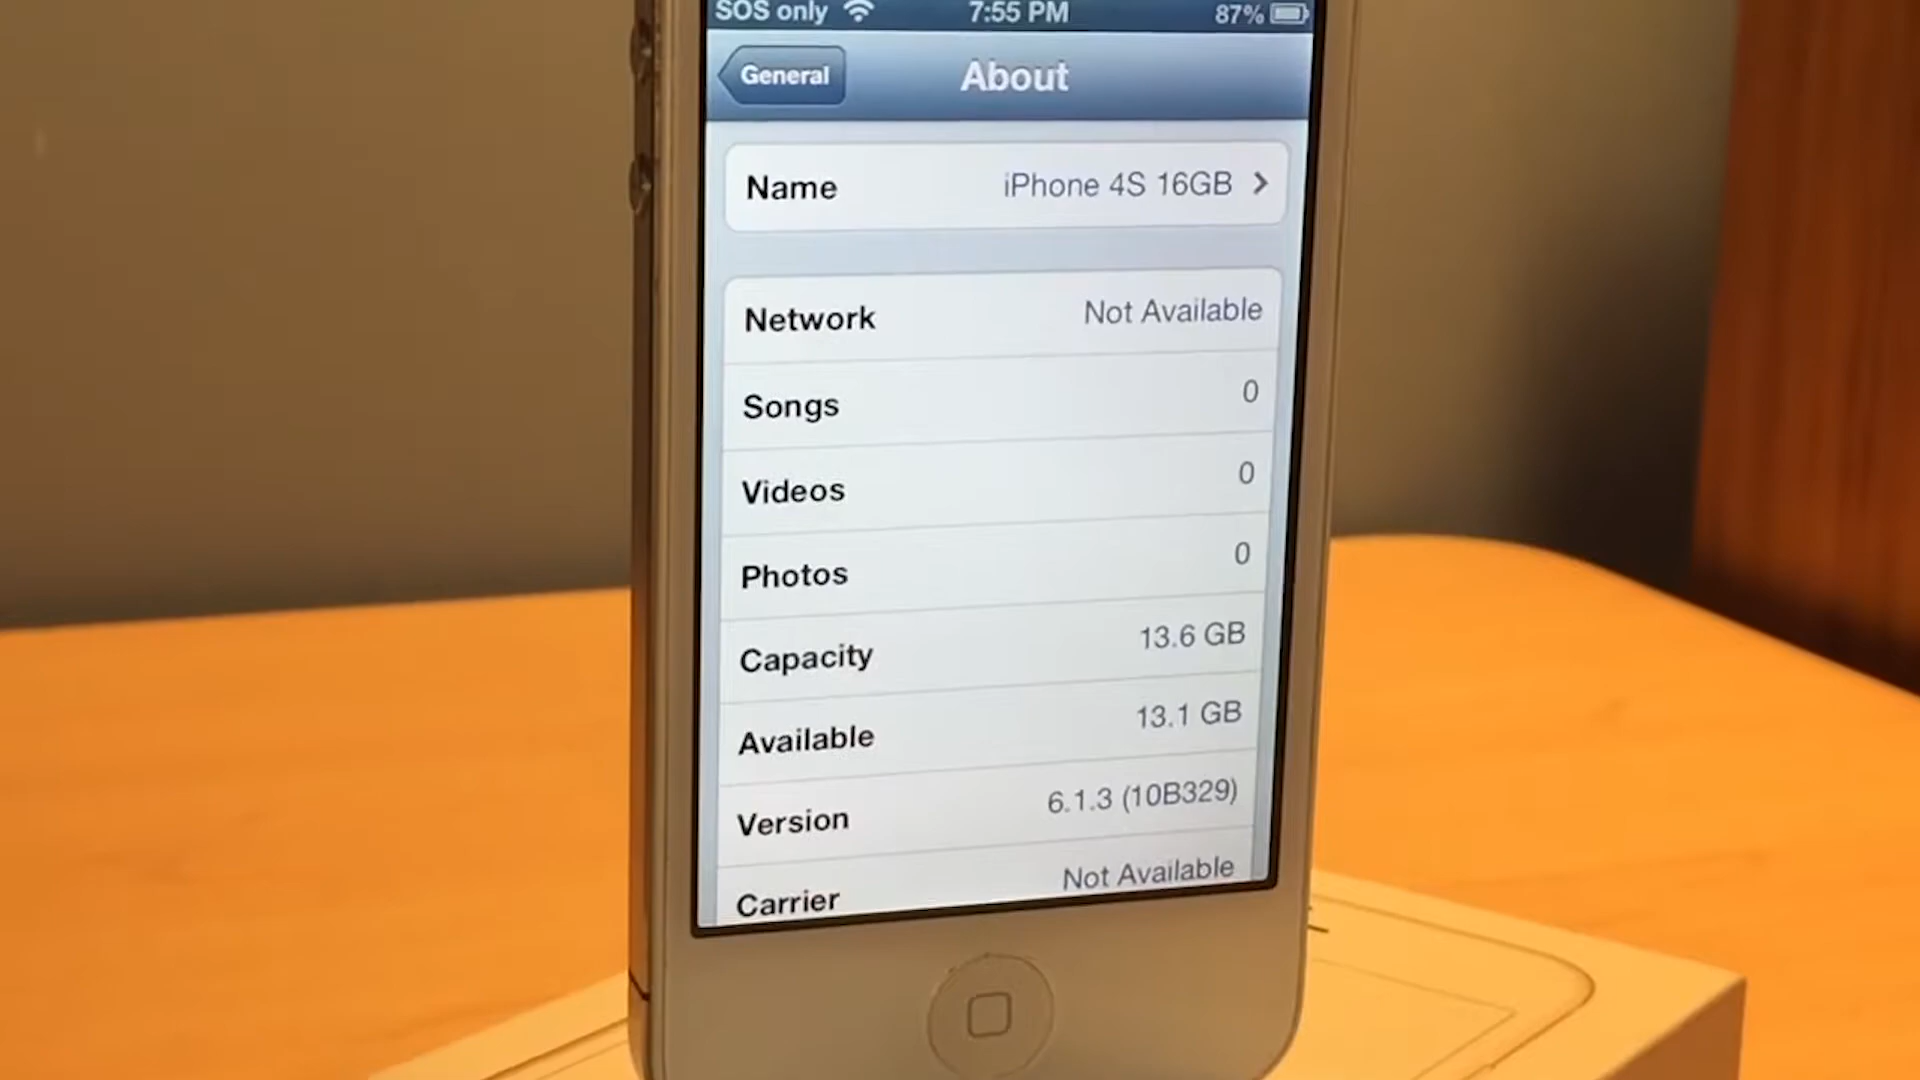 SOS only 7:55 PM 87%
General About
Name iPhone 4S 16GB
Network Not Available
Songs 0
Videos 0
Photos 0
Capacity 13.6 GB
Available 13.1 GB
Version 6.1.3 (10B329)
Carrier Not Available